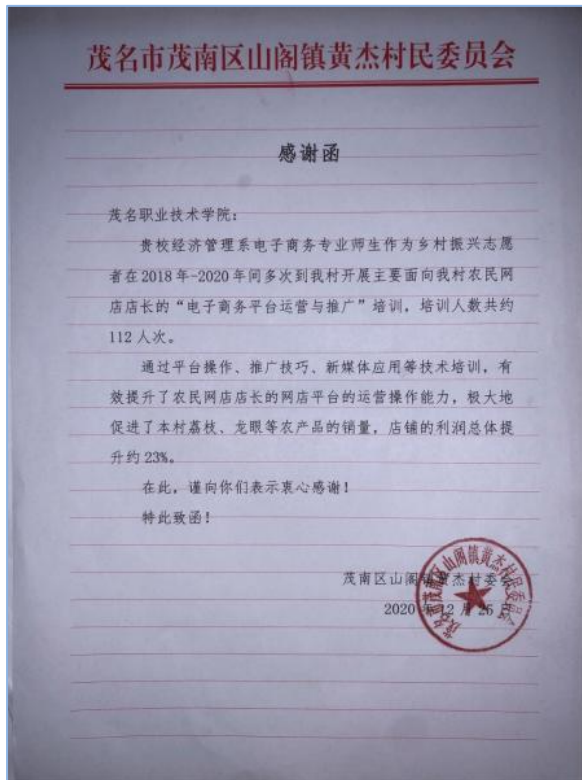 茂名市茂南区山阁镇黄杰村民委员会
感谢函
茂名职业技术学院：
贵校经济管理系电子商务专业师生作为乡村振兴志愿
者在2018年-2020年间多次到我村开展主要面向我村农民网
店店长的“电子商务平台运营与推广”培训，培训人数共约
112人次。
通过平台操作、推广技巧、新媒体应用等技术培训，有
效提升了农民网店店长的网店平台的运营操作能力，极大地
促进了本村荔枝、龙眼等农产品的销量，店铺的利润总体提
升约23%。
在此，谨向你们表示衷心感谢！
特此致函！
茂南区山阁镇黄杰村委会
2020年12月25日